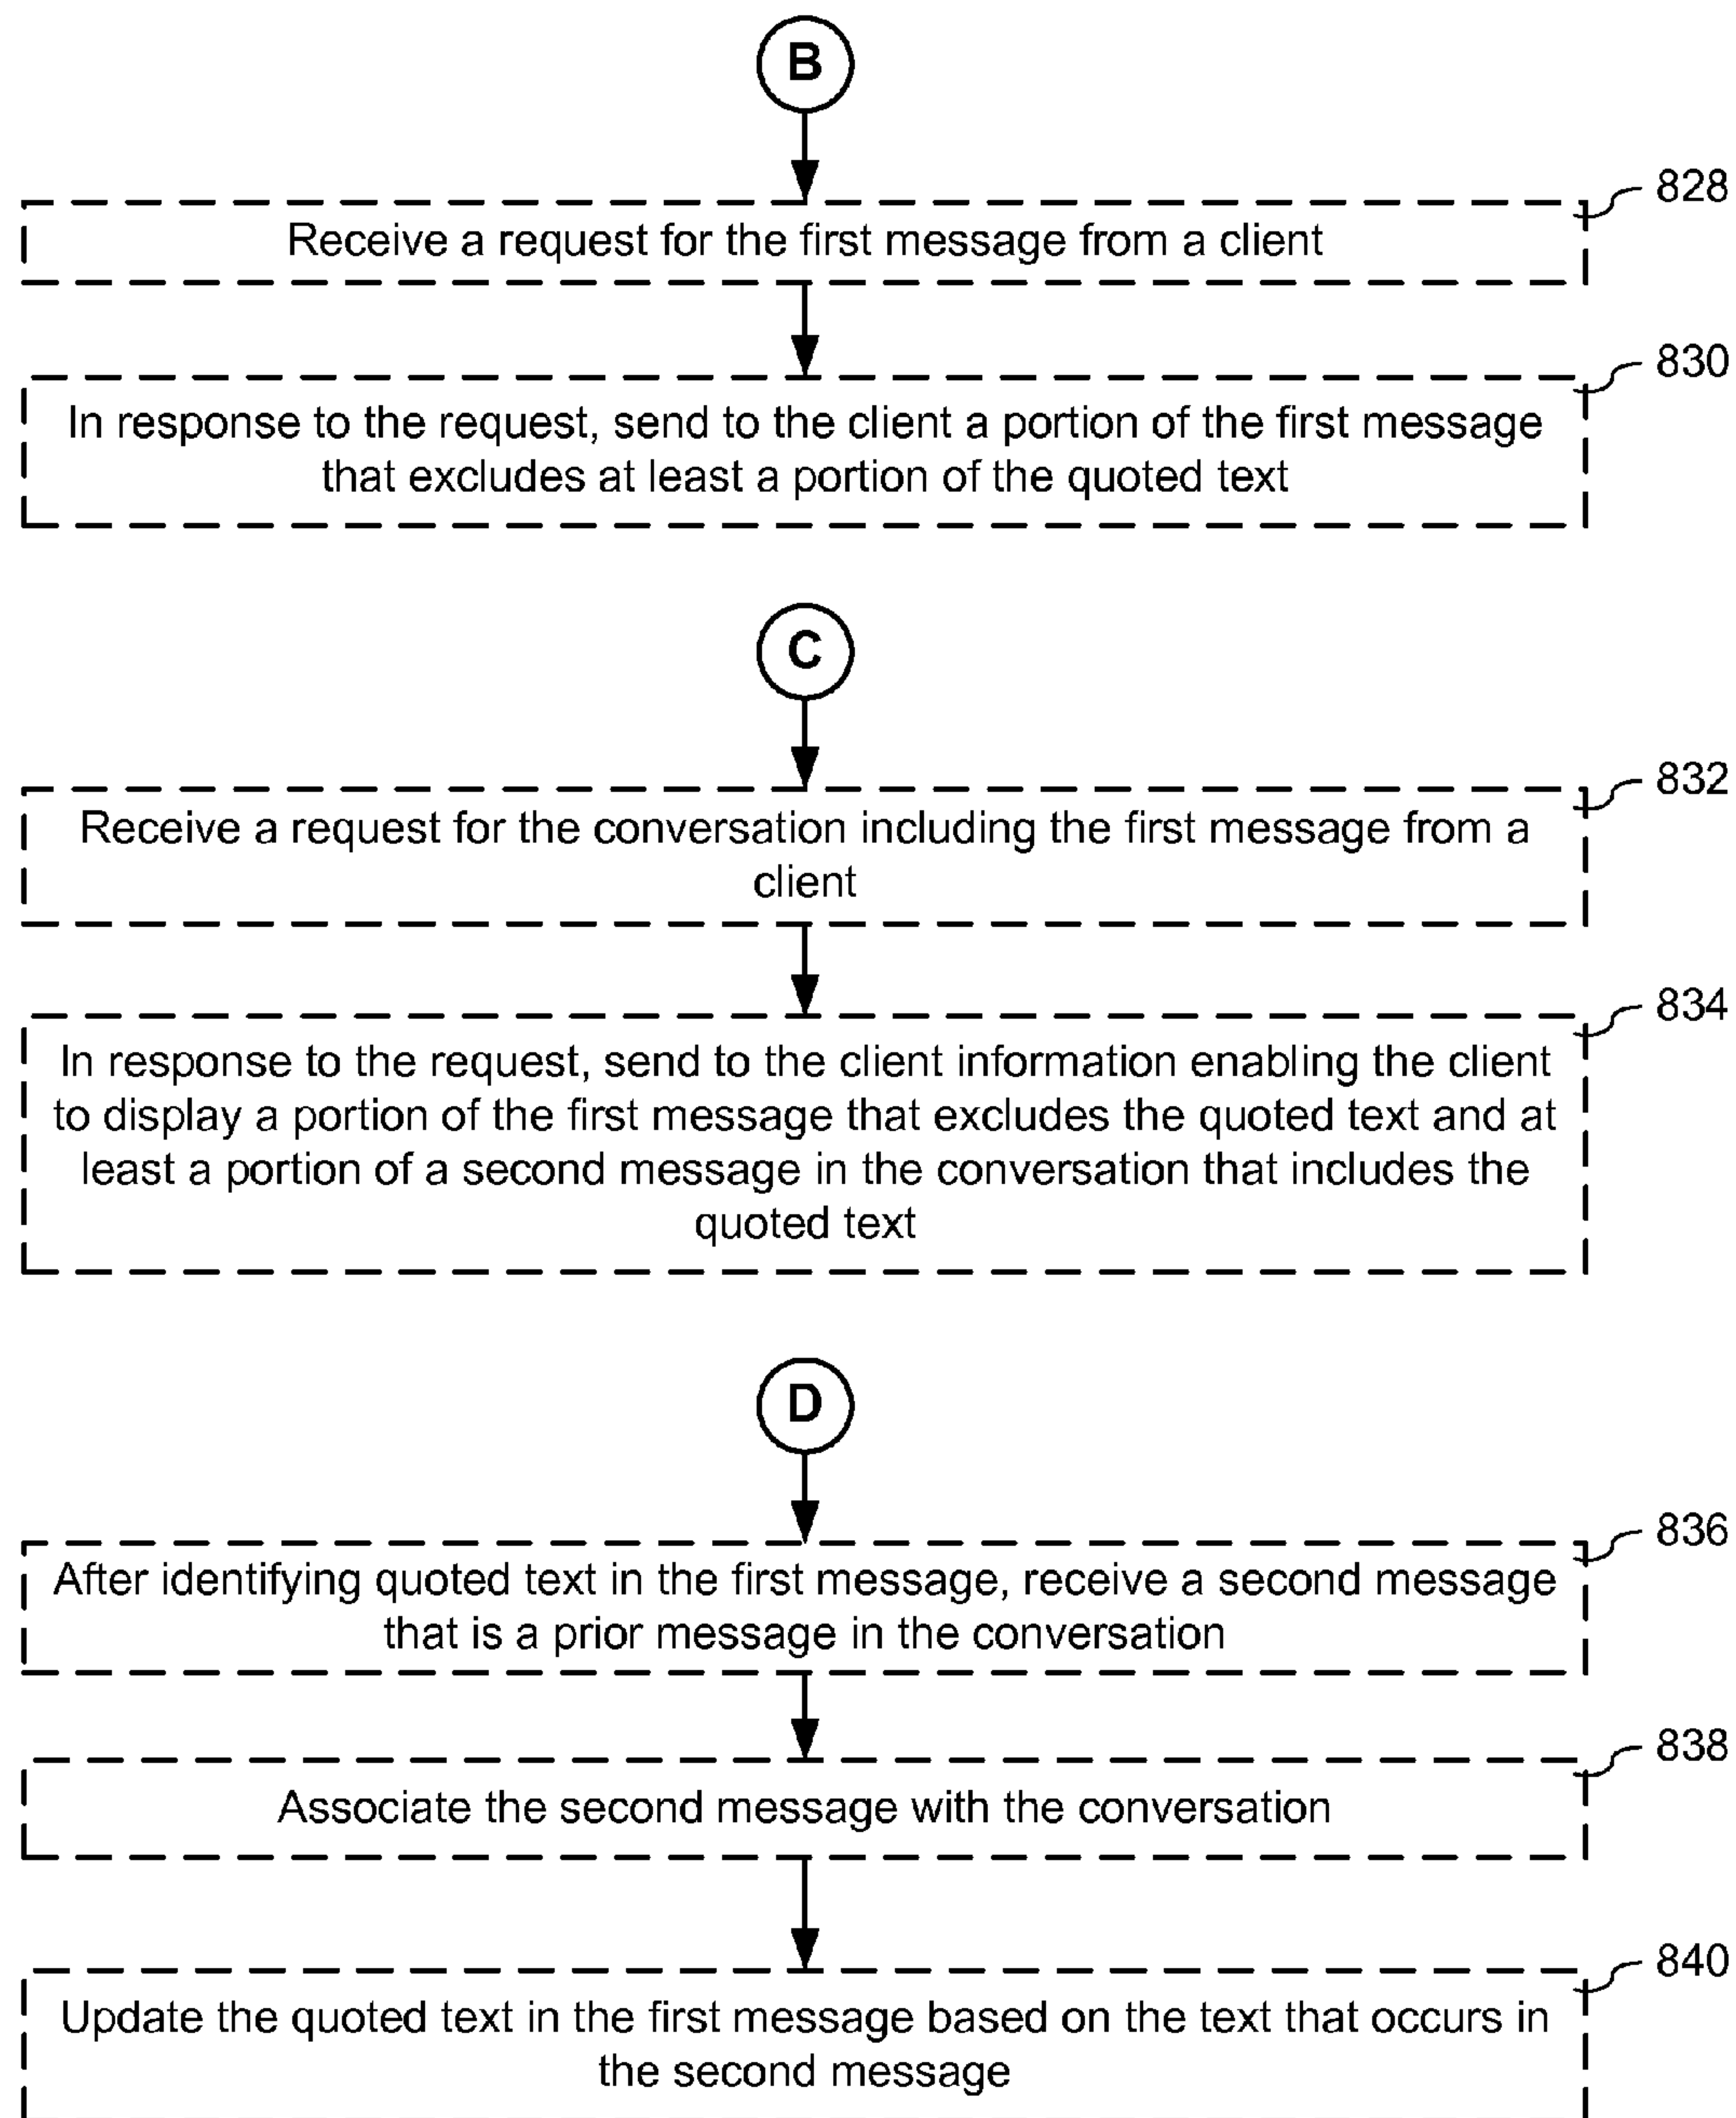 B
828
Receive a request for the first message from a client
830
In response to the request, send to the client a portion of the first message
that excludes at least a portion of the quoted text
C
832
Receive a request for the conversation including the first message from a
client
834
In response to the request, send to the client information enabling the client
to display a portion of the first message that excludes the quoted text and at
least a portion of a second message in the conversation that includes the
quoted text
D
836
After identifying quoted text in the first message, receive a second message
that is a prior message in the conversation
838
Associate the second message with the conversation
840
Update the quoted text in the first message based on the text that occurs in
the second message